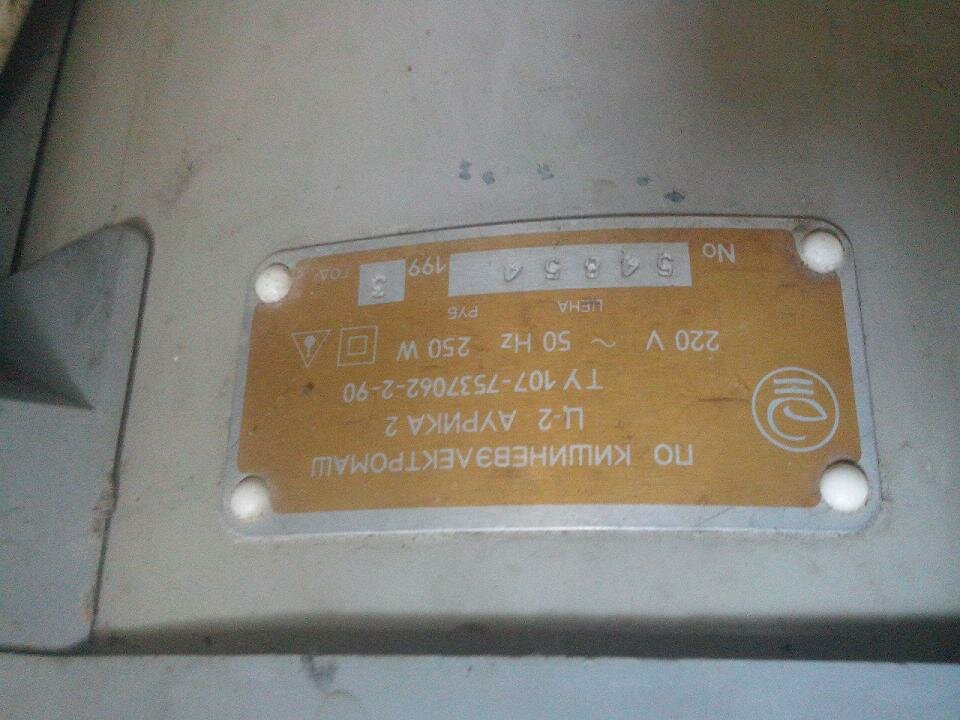 ПО КИШИНЕВЭЛЕКТРОМАШ
Ц-2 АУРИКА 2
ТУ 107-7537062-2-90
220 V ~ 50 Hz 250 W
ЦЕНА РУБ
No 54854 199 3 ГОД